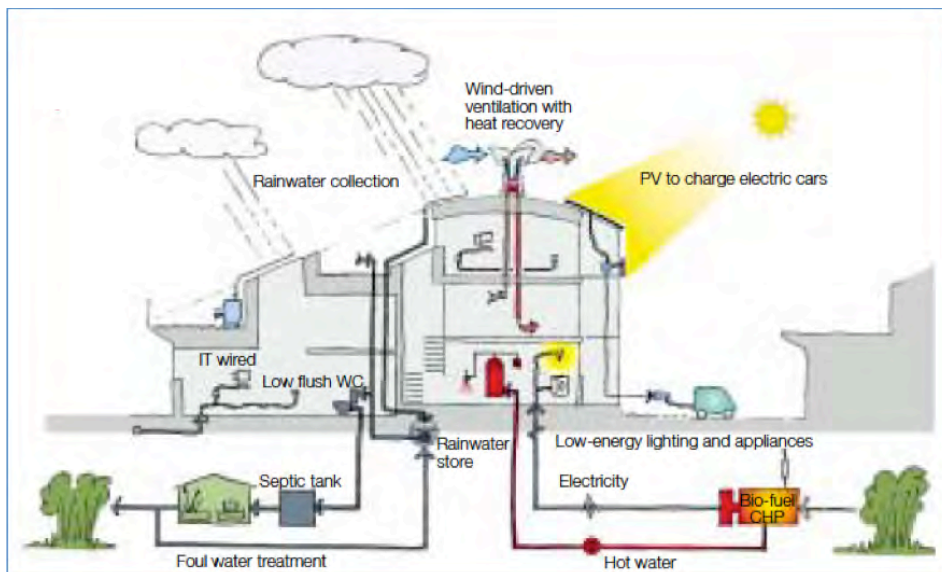 Wind-driven
ventilation with
heat recovery
Rainwater collection
PV to charge electric cars
IT wired
Low flush WC
Rainwater
store
Low-energy lighting and appliances
Septic tank
Electricity
Bio-fuel
CHP
Foul water treatment
Hot water